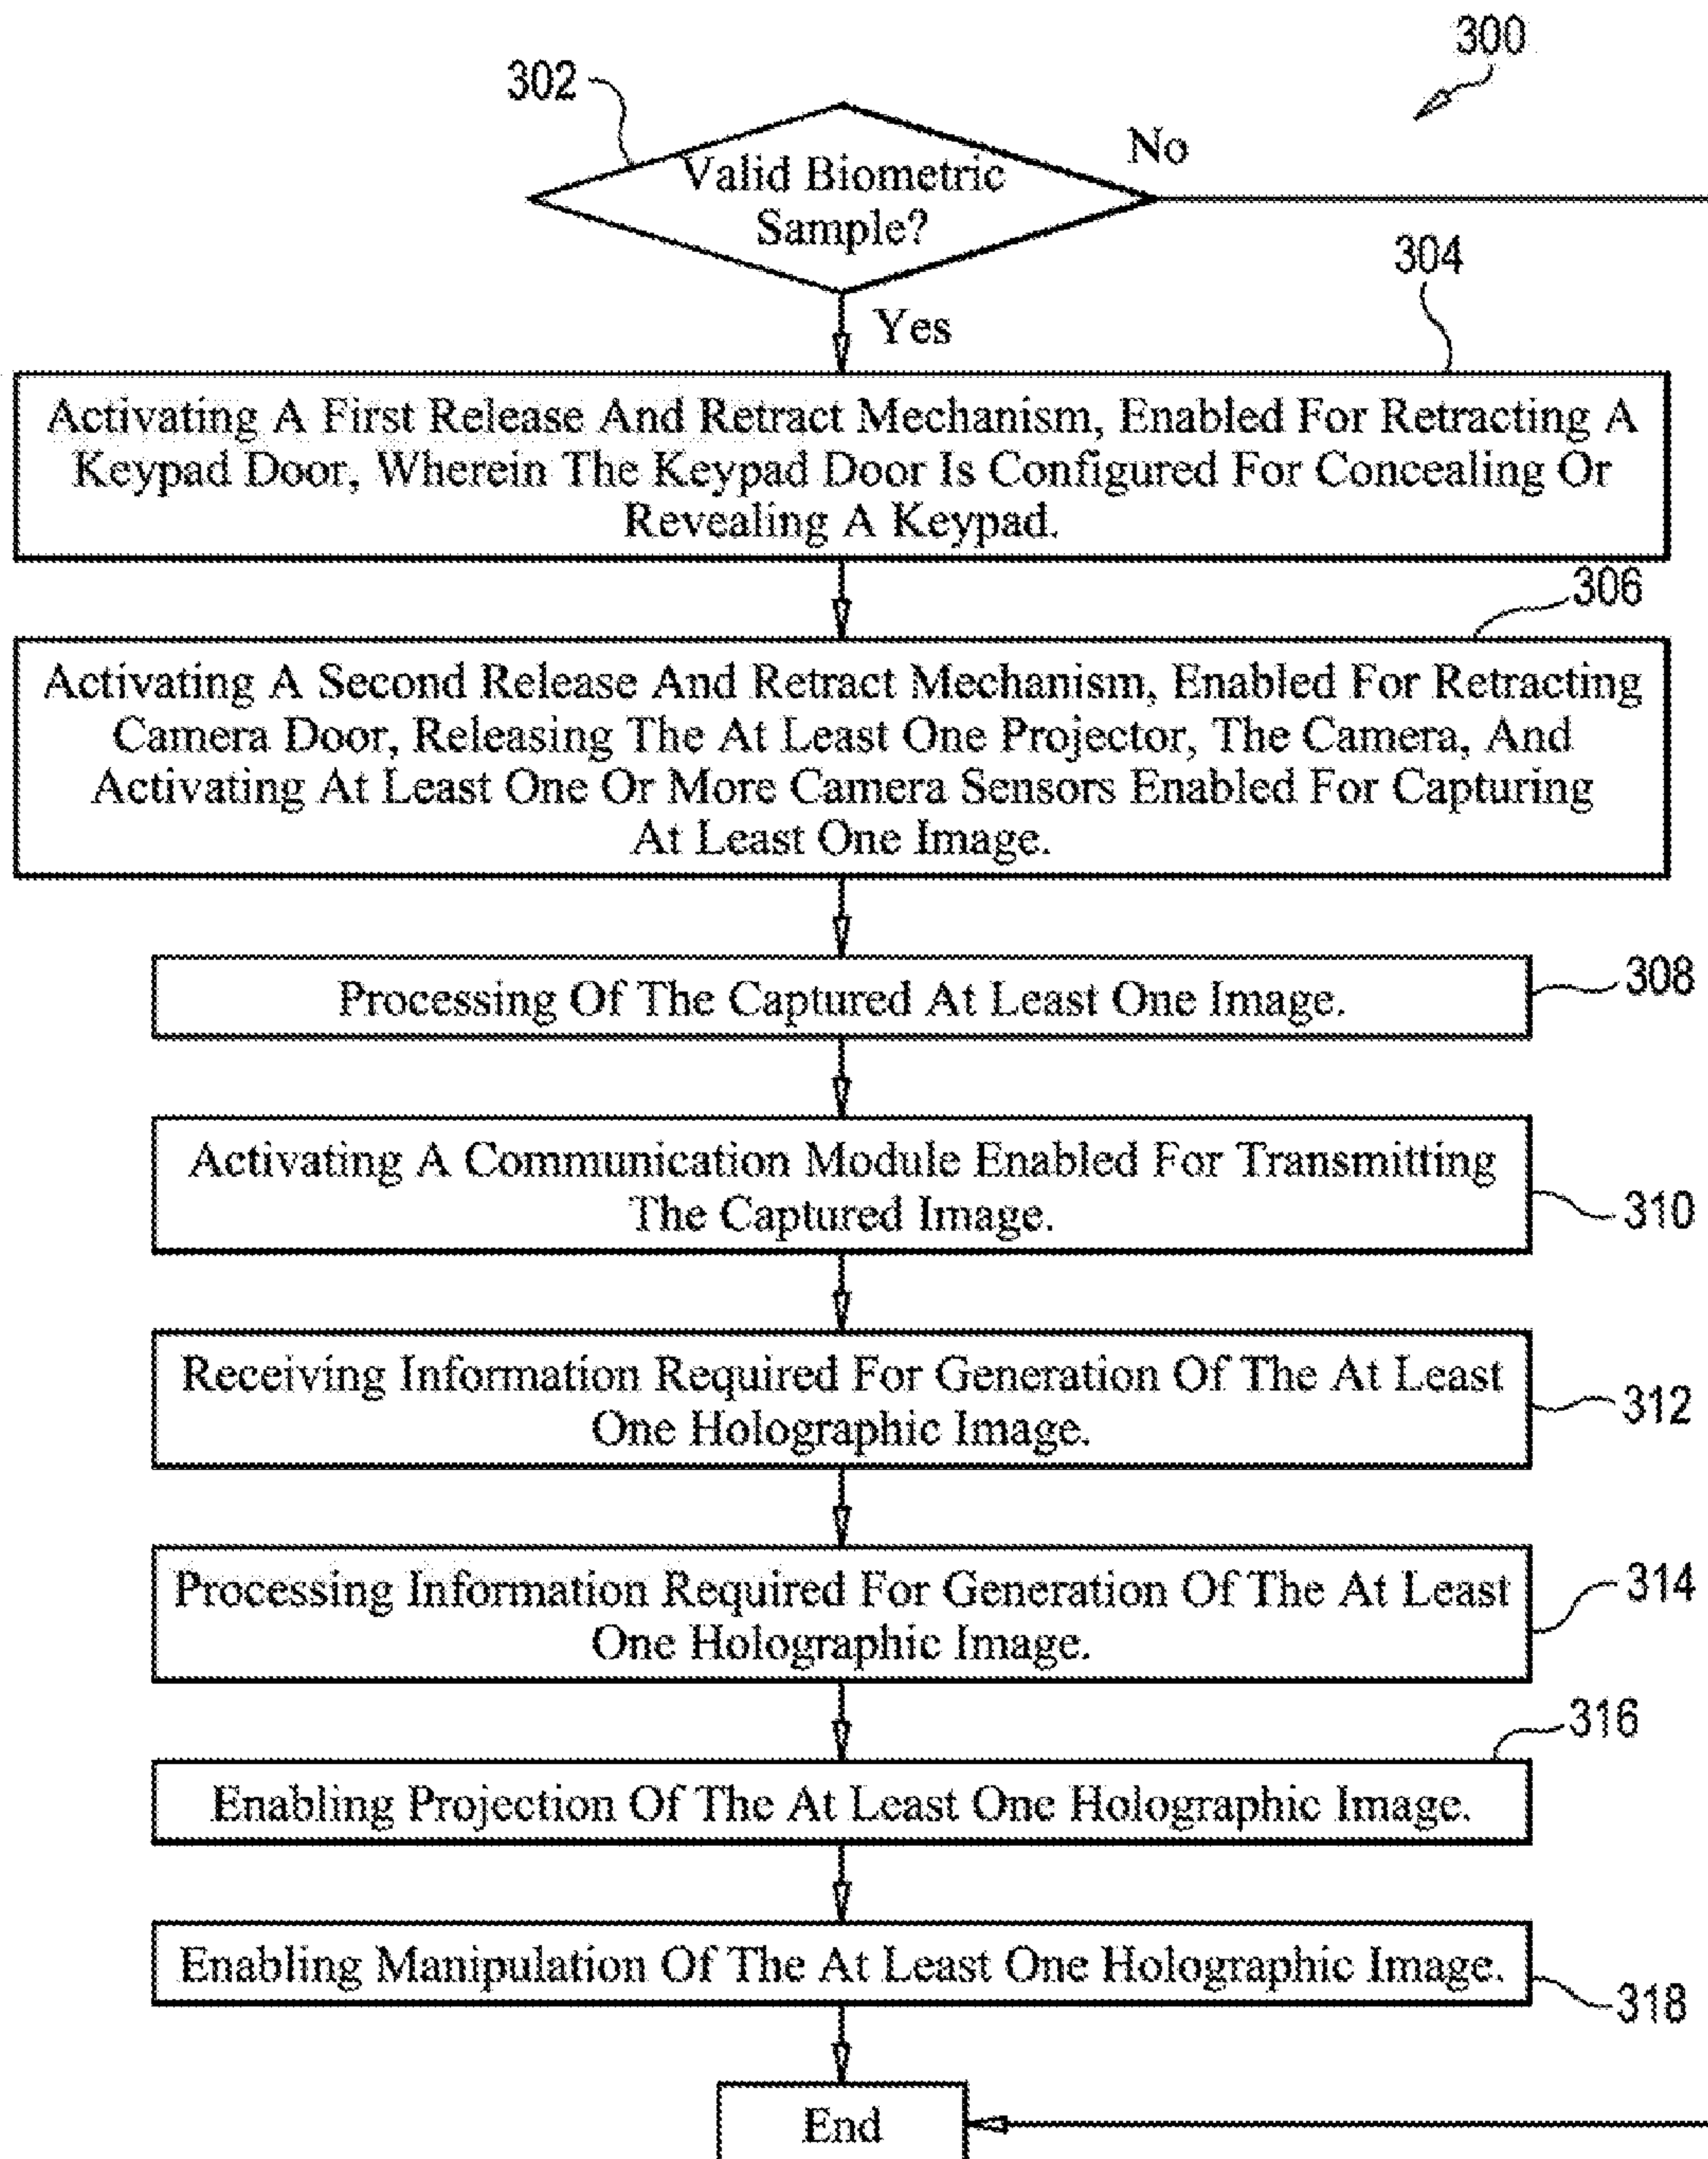 300
302
No
Valid Biometric
Sample?
304
Yes
Activating A First Release And Retract Mechanism, Enabled For Retracting A
Keypad Door, Wherein The Keypad Door Is Configured For Concealing Or
Revealing A Keypad.
306
Activating A Second Release And Retract Mechanism, Enabled For Retracting
Camera Door, Releasing The At Least One Projector, The Camera, And
Activating At Least One Or More Camera Sensors Enabled For Capturing
At Least One Image.
Processing Of The Captured At Least One Image.
308
Activating A Communication Module Enabled For Transmitting
The Captured Image.
310
Receiving Information Required For Generation Of The At Least
One Holographic Image.
312
Processing Information Required For Generation Of The At Least
One Holographic Image.
314
316
Enabling Projection Of The At Least One Holographic Image.
Enabling Manipulation Of The At Least One Holographic Image.
318
End